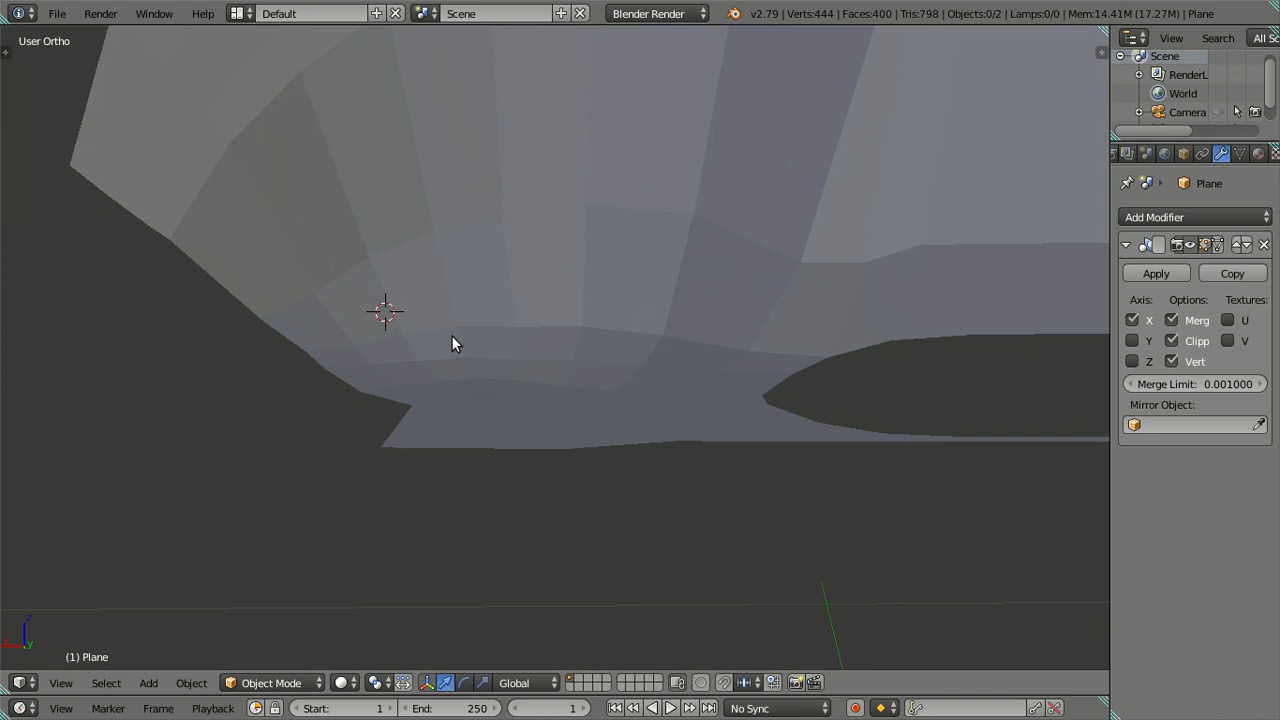 File Render Window Help Default Scene Blender Render v2.79 | Verts:444 | Faces:400 | Tris:798 | Objects:0/2 | Lamps:0/0 | Mem:14.41M (17.27M) | Plane
User Ortho
View Search All Sc
Scene
RenderL
World
Camera
Plane
Add Modifier
Apply Copy
Axis: Options: Textures:
X Merg U
Y Clipp V
Z Vert
Merge Limit: 0.001000
Mirror Object:
z
x y
(1) Plane
View Select Add Object Object Mode Global
View Marker Frame Playback Start: 1 End: 250 1 No Sync